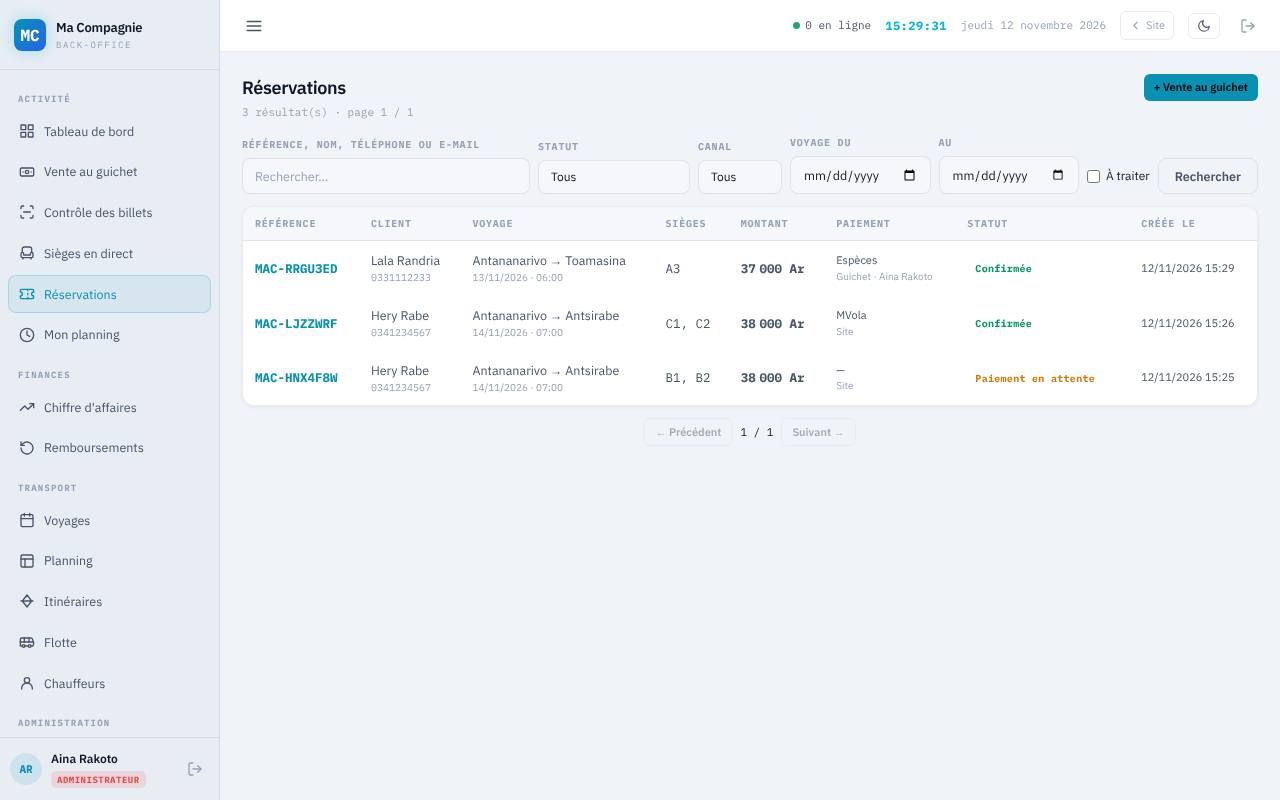 MC
Ma Compagnie
BACK-OFFICE
ACTIVITÉ
Tableau de bord
Vente au guichet
Contrôle des billets
Sièges en direct
Réservations
Mon planning
FINANCES
Chiffre d'affaires
Remboursements
TRANSPORT
Voyages
Planning
Itinéraires
Flotte
Chauffeurs
ADMINISTRATION
AR
Aina Rakoto
ADMINISTRATEUR
0 en ligne 15:29:31 jeudi 12 novembre 2026 Site
Réservations
+ Vente au guichet
3 résultat(s) · page 1 / 1
RÉFÉRENCE, NOM, TÉLÉPHONE OU E-MAIL STATUT CANAL VOYAGE DU AU
Rechercher… Tous Tous mm/dd/yyyy mm/dd/yyyy À traiter Rechercher
RÉFÉRENCE CLIENT VOYAGE SIÈGES MONTANT PAIEMENT STATUT CRÉÉE LE
MAC-RRGU3ED Lala Randria Antananarivo → Toamasina A3 37 000 Ar Espèces Confirmée 12/11/2026 15:29
0331112233 13/11/2026 · 06:00 Guichet · Aina Rakoto
MAC-LJZZWRF Hery Rabe Antananarivo → Antsirabe C1, C2 38 000 Ar MVola Confirmée 12/11/2026 15:26
0341234567 14/11/2026 · 07:00 Site
MAC-HNX4F8W Hery Rabe Antananarivo → Antsirabe B1, B2 38 000 Ar — Paiement en attente 12/11/2026 15:25
0341234567 14/11/2026 · 07:00 Site
← Précédent 1 / 1 Suivant →